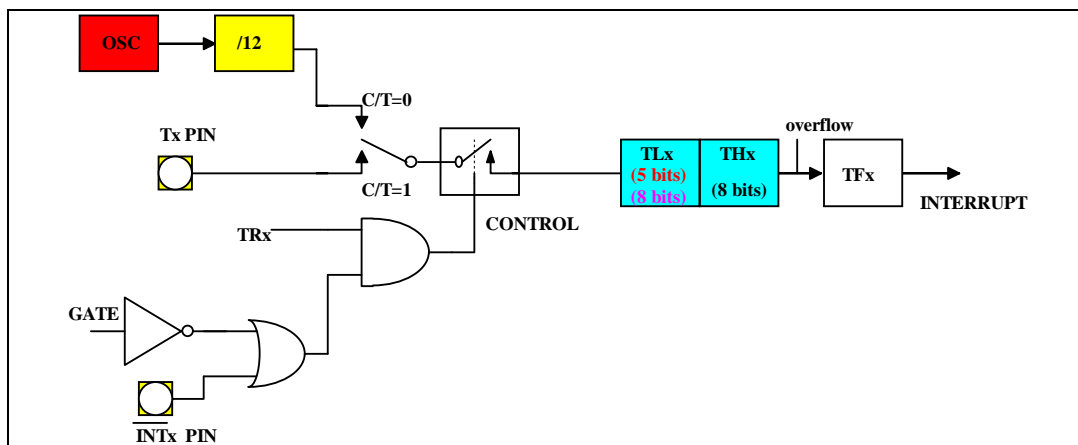 OSC
/12
C/T=0
Tx PIN
C/T=1
overflow
TLx
(5 bits)
(8 bits)
THx
(8 bits)
TFx
INTERRUPT
CONTROL
TRx
GATE
INTx PIN